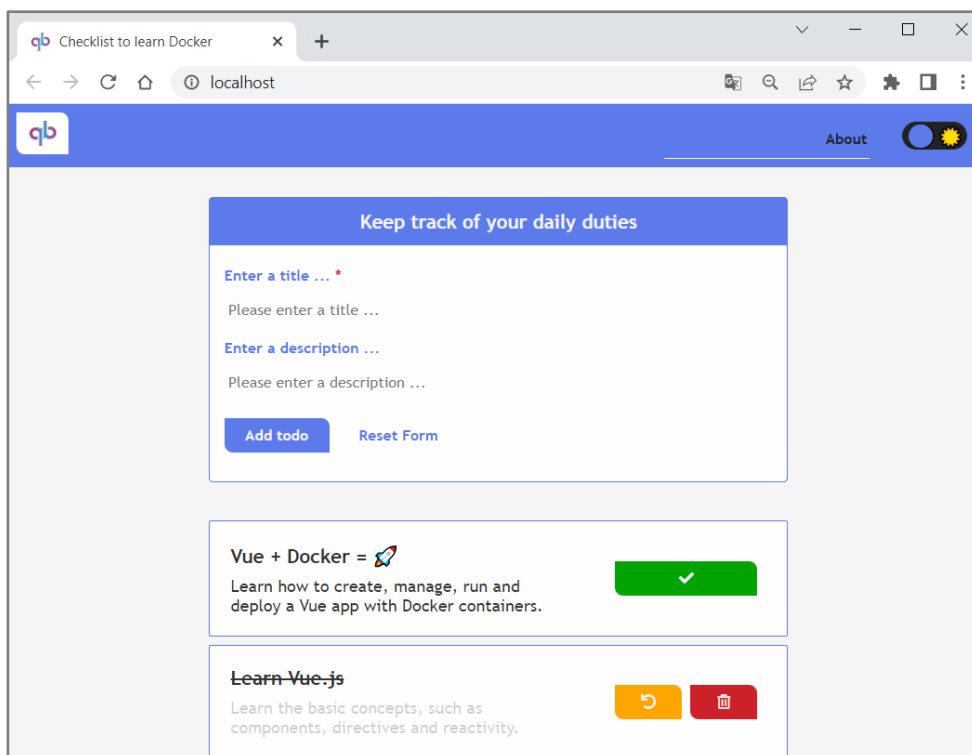 qb Checklist to learn Docker
localhost
qb
About
Keep track of your daily duties
Enter a title ... *
Please enter a title ...
Enter a description ...
Please enter a description ...
Add todo Reset Form
Vue + Docker = 🚀
Learn how to create, manage, run and
deploy a Vue app with Docker containers.
Learn Vue.js
Learn the basic concepts, such as
components, directives and reactivity.